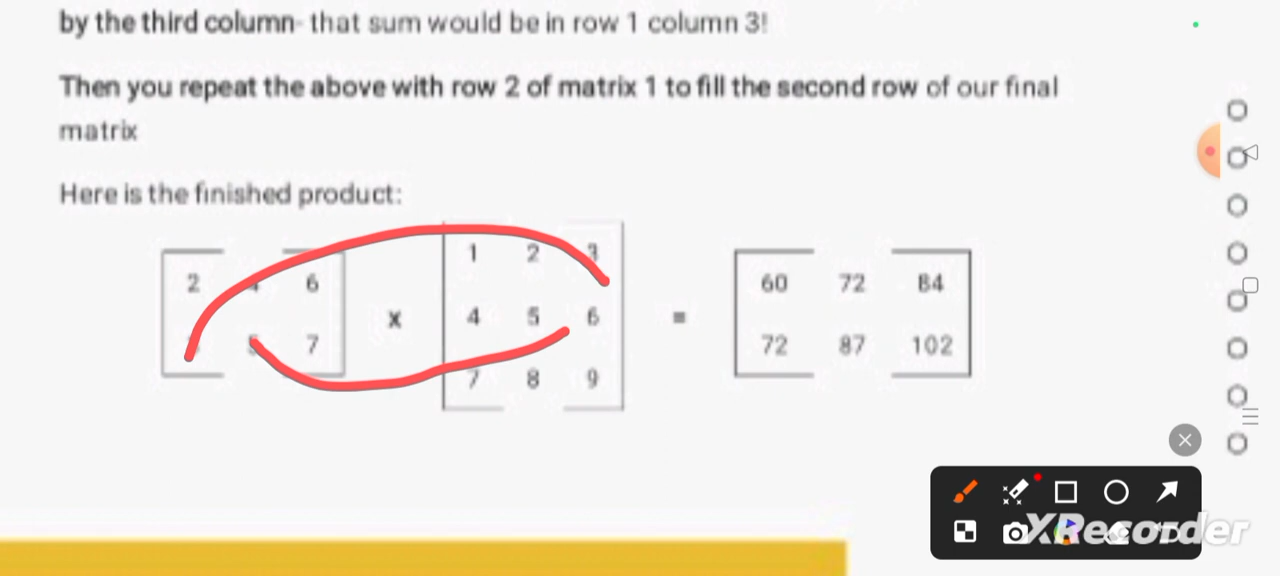 by the third column- that sum would be in row 1 column 3!
Then you repeat the above with row 2 of matrix 1 to fill the second row of our final
matrix
Here is the finished product:
1 2 3
2 6 60 72 84
x 4 5 6 =
7 72 87 102
7 8 9
XRecorder